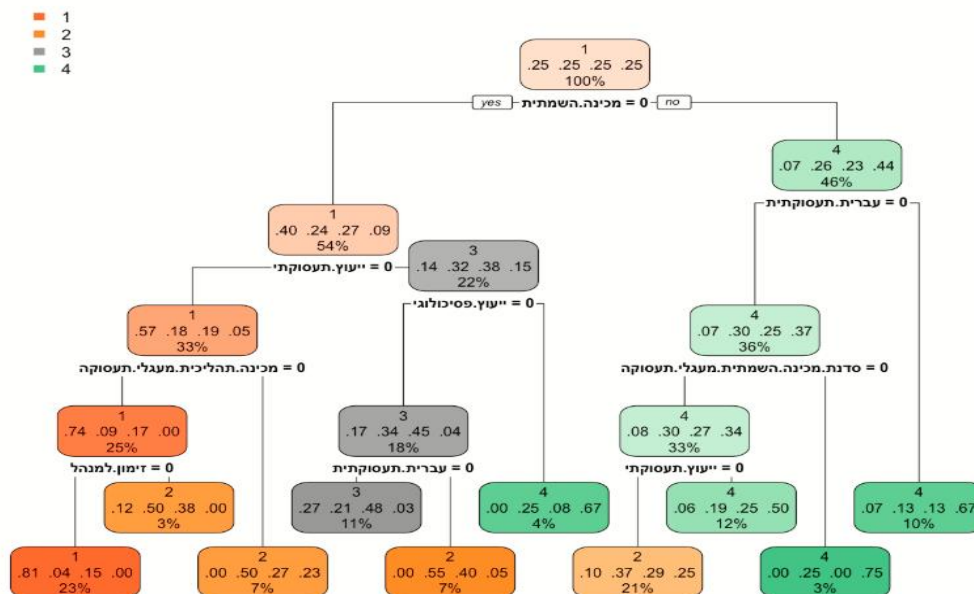 1
2
3
4
1
.25 .25 .25 .25
100%
yes
מכינה.השמתית = 0
no
4
.07 .26 .23 .44
46%
עברית.תעסוקתית = 0
1
.40 .24 .27 .09
54%
ייעוץ.תעסוקתי = 0
3
.14 .32 .38 .15
22%
ייעוץ.פסיכולוגי = 0
1
.57 .18 .19 .05
33%
מכינה.תהליכית.מעגלי.תעסוקה = 0
4
.07 .30 .25 .37
36%
סדנת.מכינה.השמתית.מעגלי.תעסוקה = 0
1
.74 .09 .17 .00
25%
זימון.למנהל = 0
3
.17 .34 .45 .04
18%
עברית.תעסוקתית = 0
4
.08 .30 .27 .34
33%
ייעוץ.תעסוקתי = 0
2
.12 .50 .38 .00
3%
3
.27 .21 .48 .03
11%
4
.00 .25 .08 .67
4%
4
.06 .19 .25 .50
12%
4
.07 .13 .13 .67
10%
1
.81 .04 .15 .00
23%
2
.00 .50 .27 .23
7%
2
.00 .55 .40 .05
7%
2
.10 .37 .29 .25
21%
4
.00 .25 .00 .75
3%